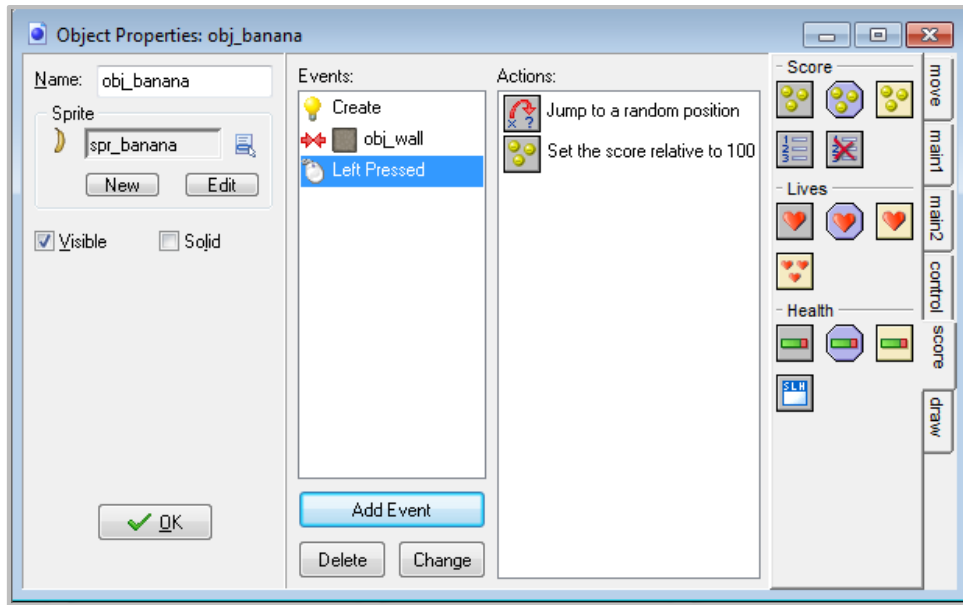 Object Properties: obj_banana
Name: obj_banana
Sprite
spr_banana
New Edit
Visible Solid
OK
Events:
Create
obj_wall
Left Pressed
Add Event
Delete Change
Actions:
Jump to a random position
Set the score relative to 100
Score
Lives
Health
SLH
move
main1
main2
control
score
draw